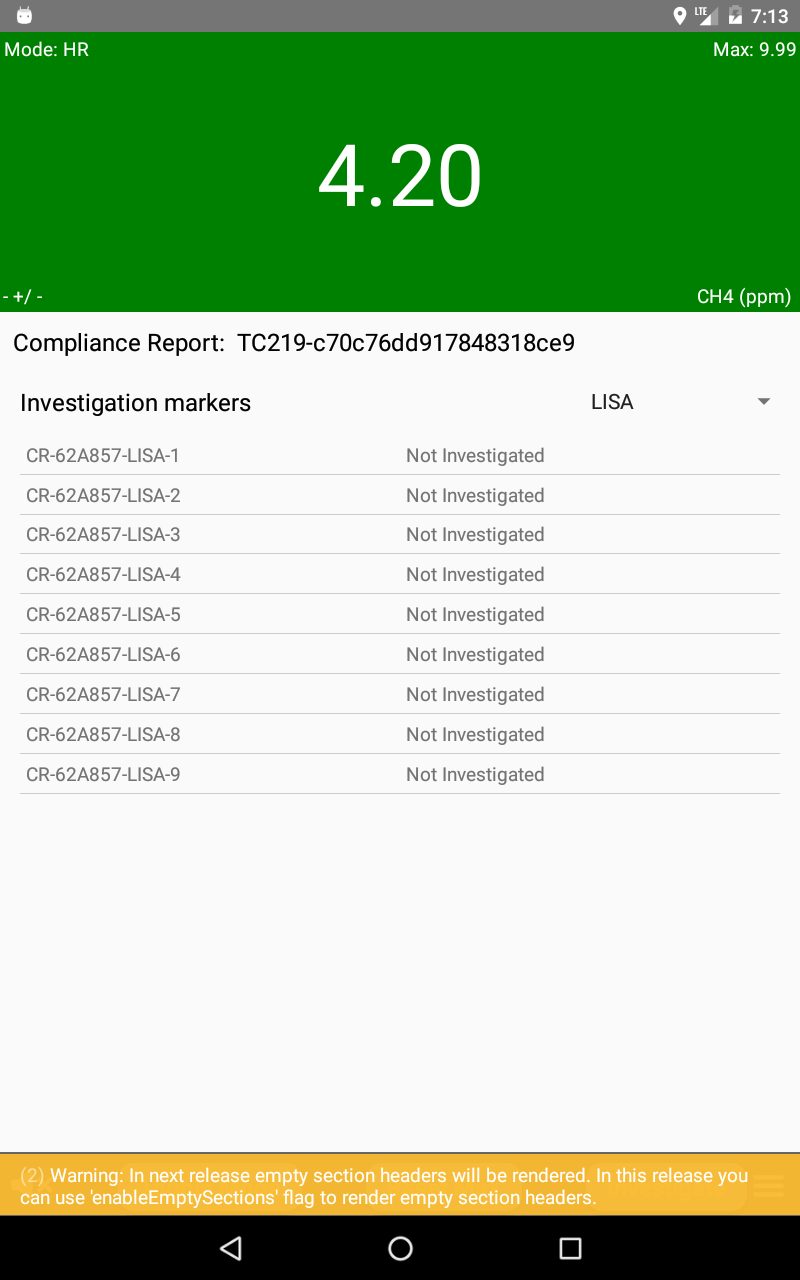 LTE 7:13
Mode: HR Max: 9.99
4.20
- +/ - CH4 (ppm)
Compliance Report: TC219-c70c76dd917848318ce9
Investigation markers LISA
CR-62A857-LISA-1 Not Investigated
CR-62A857-LISA-2 Not Investigated
CR-62A857-LISA-3 Not Investigated
CR-62A857-LISA-4 Not Investigated
CR-62A857-LISA-5 Not Investigated
CR-62A857-LISA-6 Not Investigated
CR-62A857-LISA-7 Not Investigated
CR-62A857-LISA-8 Not Investigated
CR-62A857-LISA-9 Not Investigated
(2) Warning: In next release empty section headers will be rendered. In this release you
can use 'enableEmptySections' flag to render empty section headers.